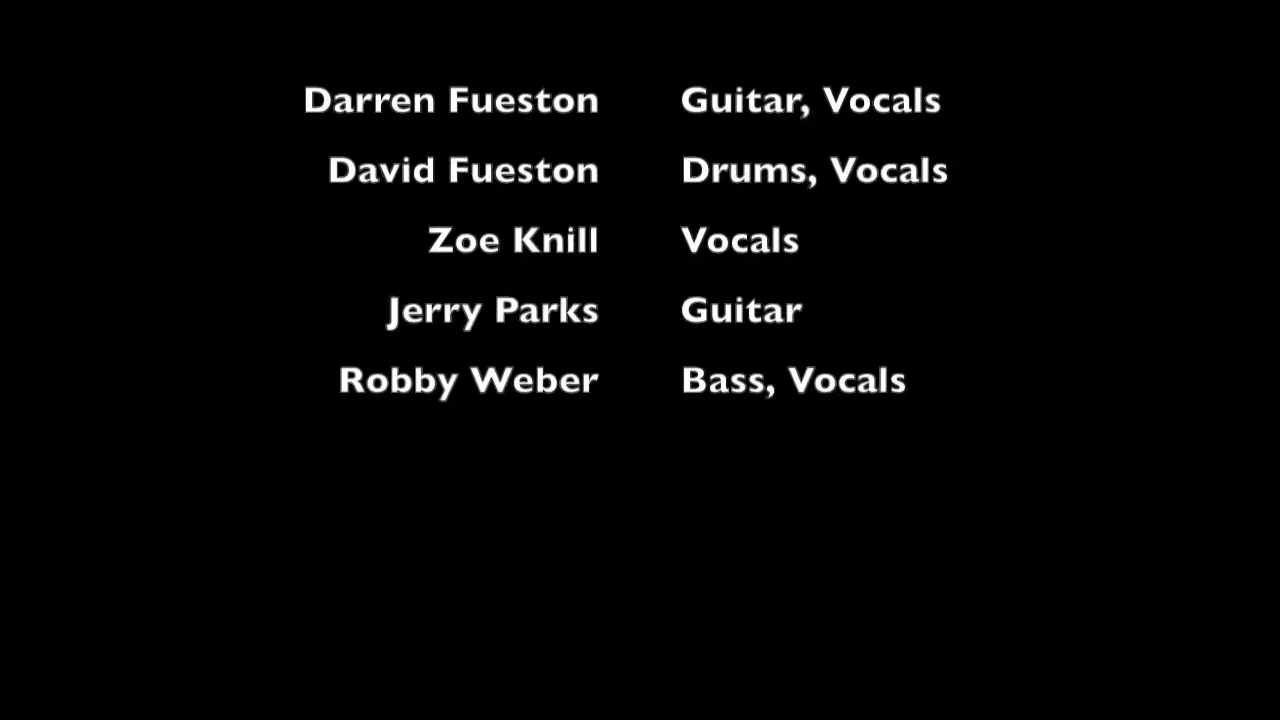 Darren Fueston Guitar, Vocals
David Fueston Drums, Vocals
Zoe Knill Vocals
Jerry Parks Guitar
Robby Weber Bass, Vocals